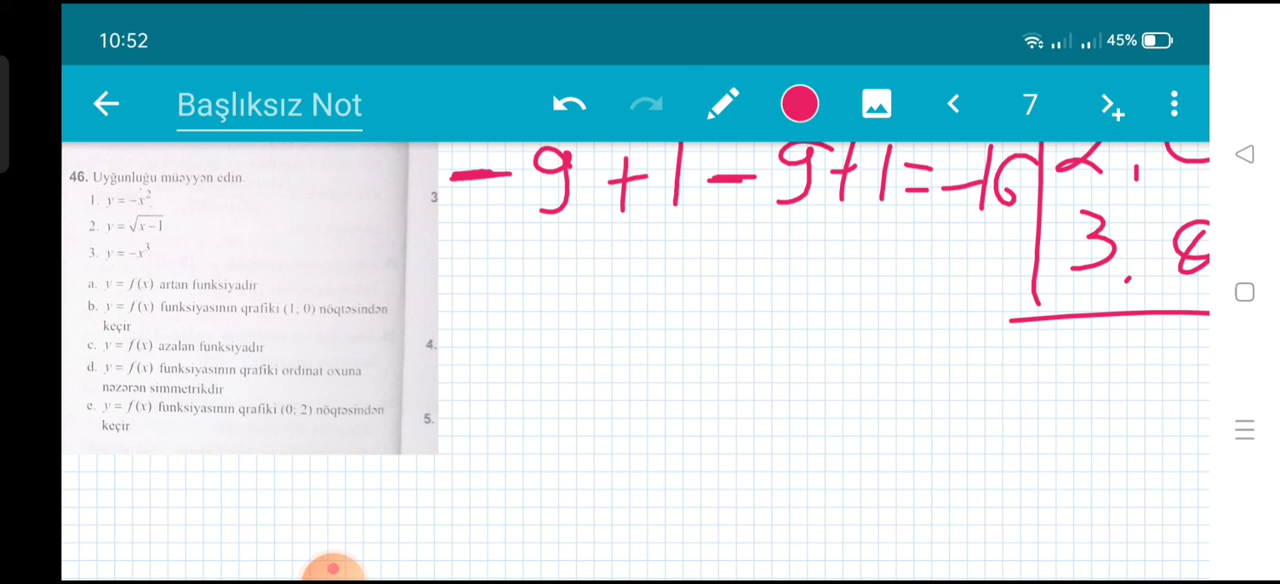 10:52
45%
Başlıksız Not
7
46. Uyğunluğu müəyyən edin.
1. y = -x²
2. y = √x-1
3. y = -x³
a. y = f(x) artan funksiyadır
b. y = f(x) funksiyasının qrafiki (1; 0) nöqtəsindən
keçir
c. y = f(x) azalan funksiyadır
d. y = f(x) funksiyasının qrafiki ordinat oxuna
nəzərən simmetrikdir
e. y = f(x) funksiyasının qrafiki (0; 2) nöqtəsindən
keçir
3
4.
5.
- 9 + 1 - 9 + 1 = -16
2.
3. 8